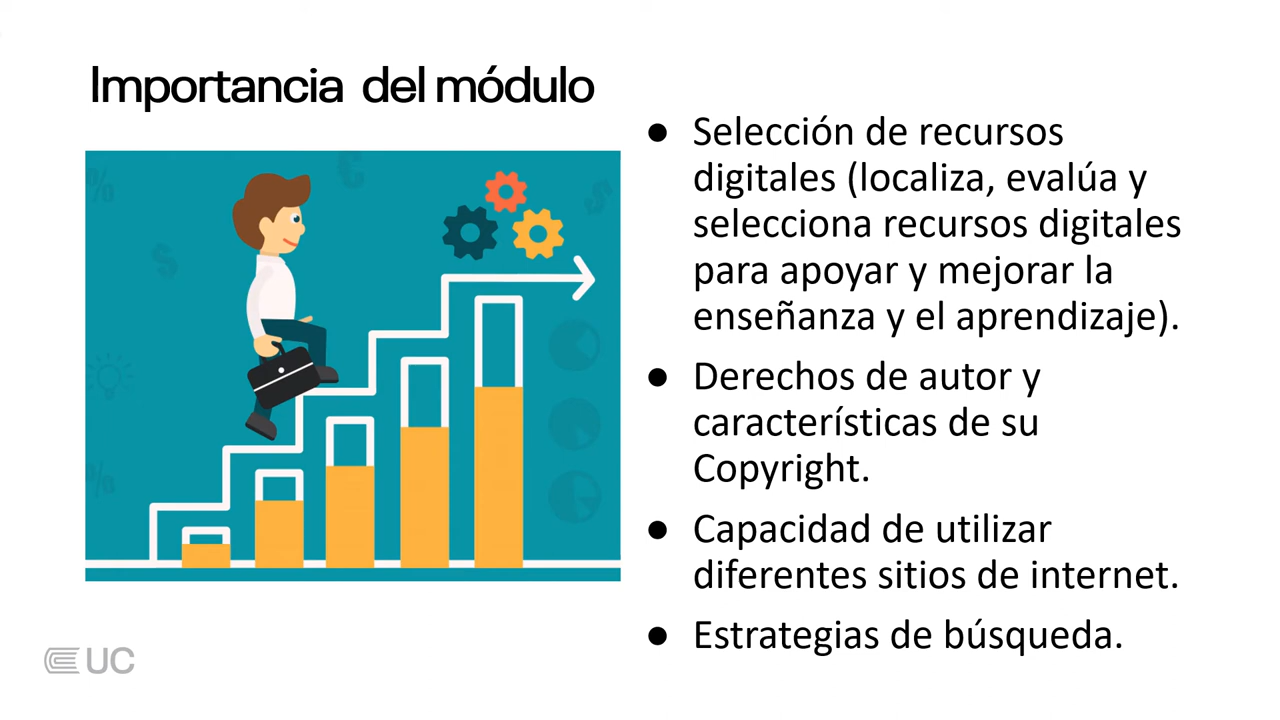 Importancia del módulo
● Selección de recursos
digitales (localiza, evalúa y
selecciona recursos digitales
para apoyar y mejorar la
enseñanza y el aprendizaje).
● Derechos de autor y
características de su
Copyright.
● Capacidad de utilizar
diferentes sitios de internet.
● Estrategias de búsqueda.
UC